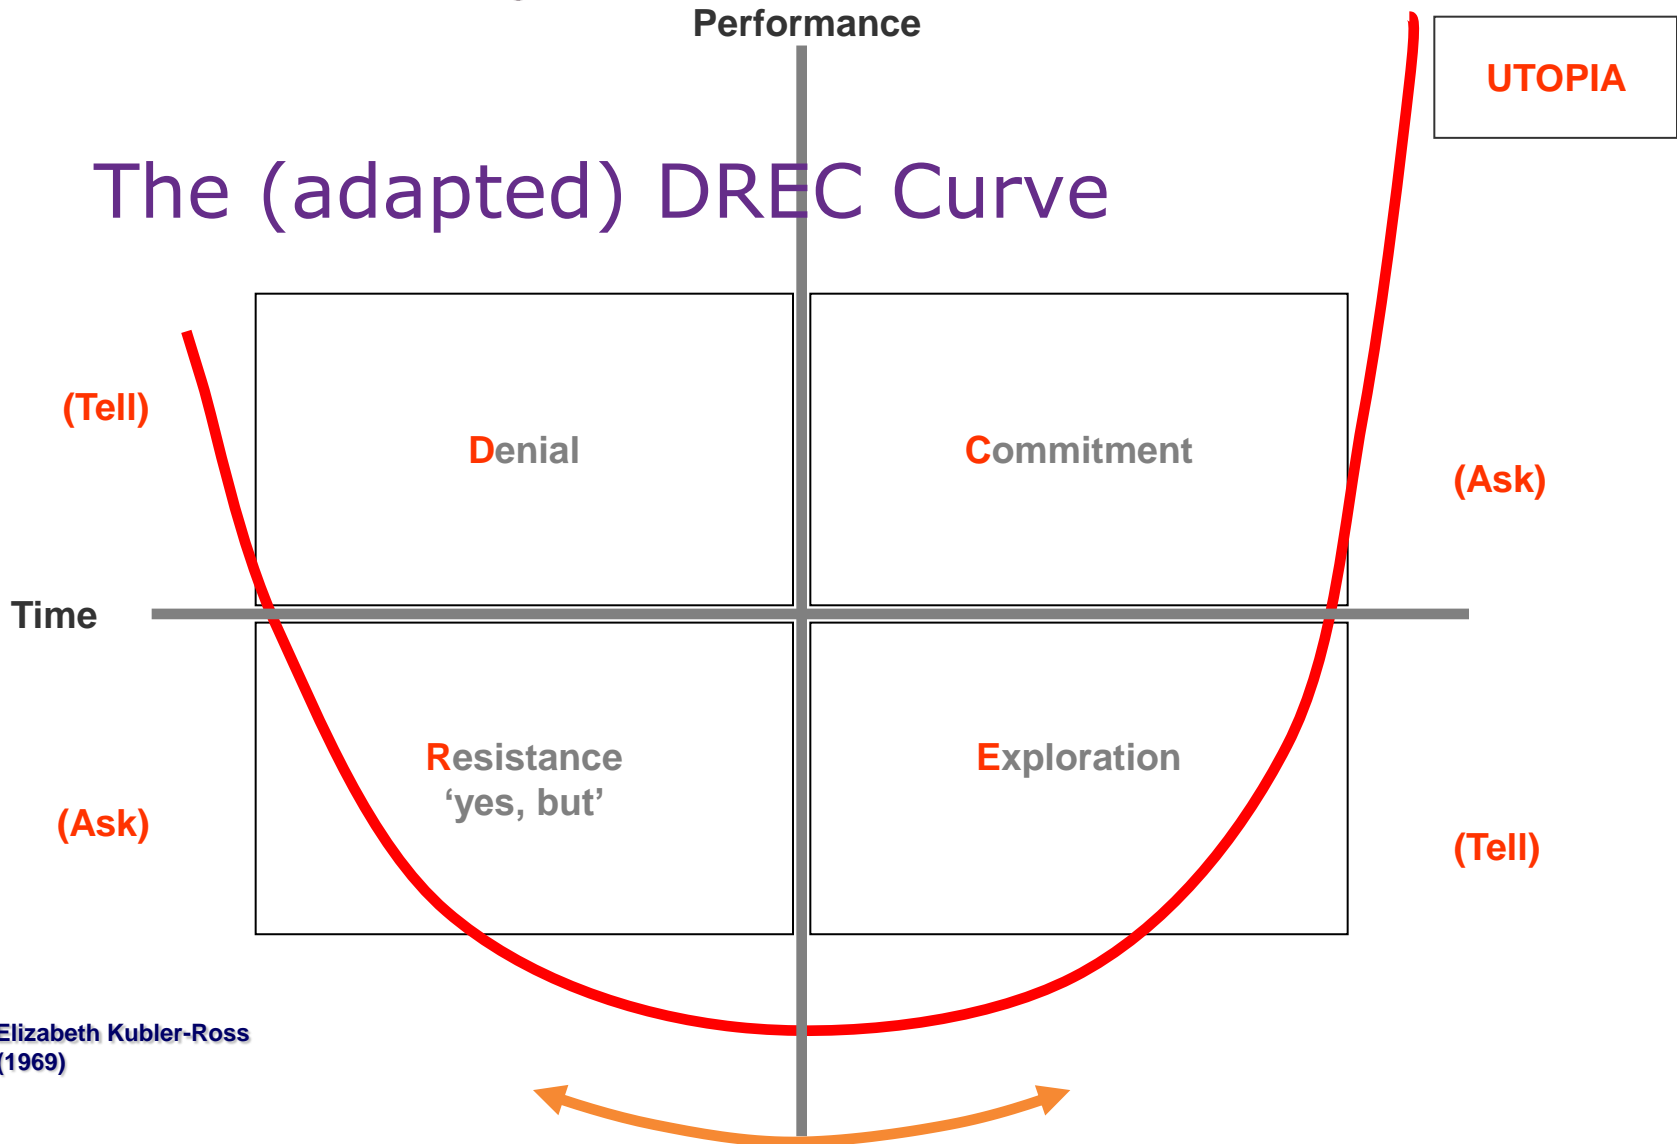 Performance
UTOPIA
The (adapted) DREC Curve
(Tell)
Denial
Commitment
(Ask)
Time
Resistance
‘yes, but’
Exploration
(Ask)
(Tell)
Elizabeth Kubler-Ross
(1969)